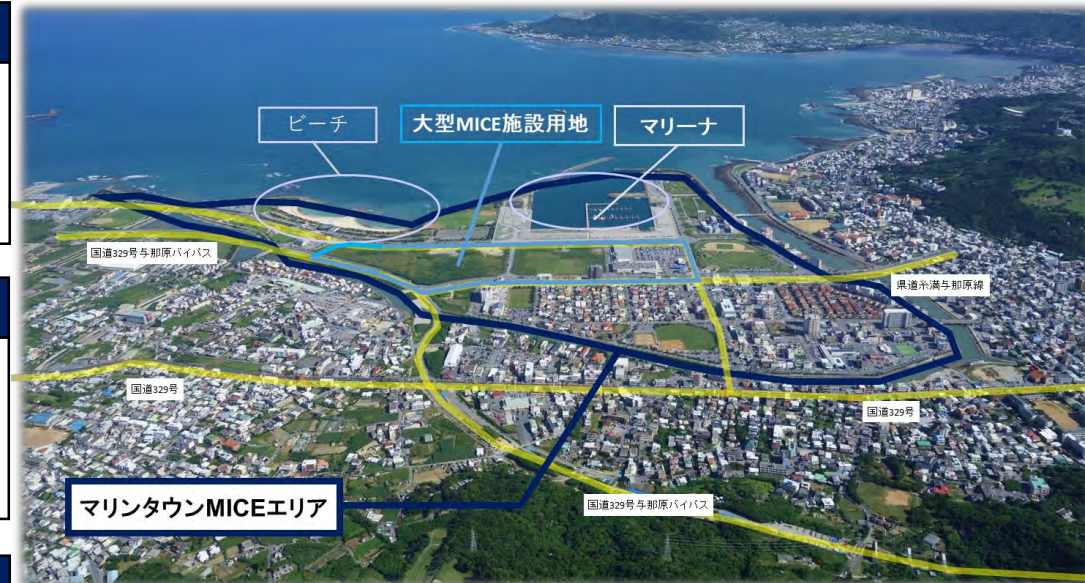 ビーチ
大型MICE施設用地
マリーナ
国道329号与那原バイパス
県道糸満与那原線
国道329号
国道329号
マリンタウンMICEエリア
国道329号与那原バイパス